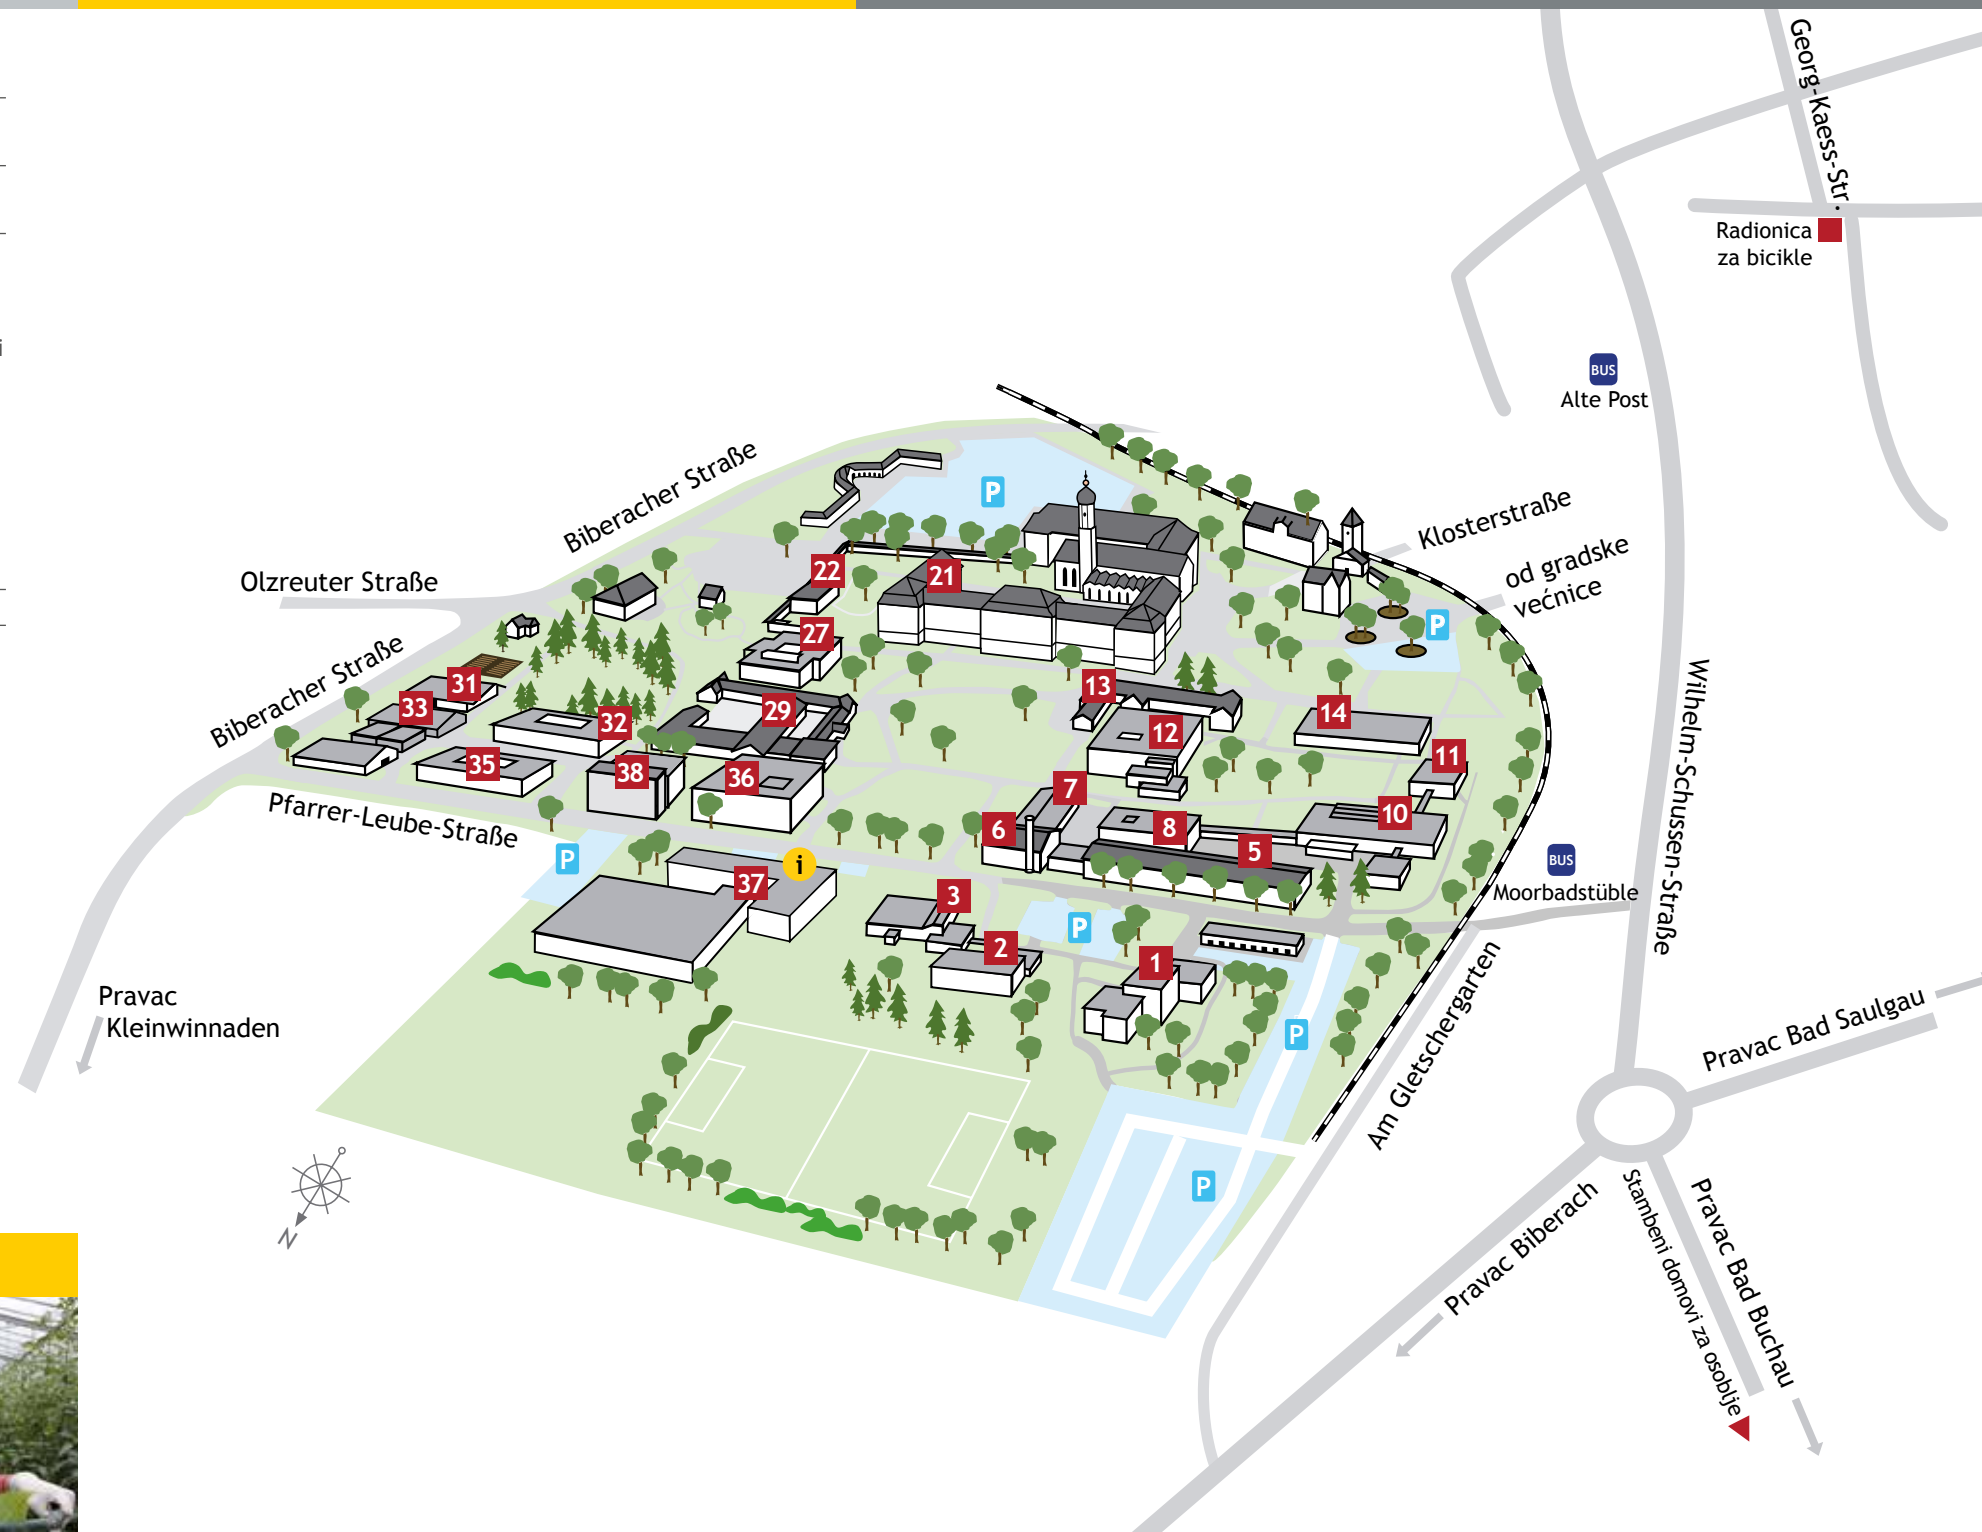 Georg-Kaess-Str.
Radionica
za bicikle
i
BUS
Alte Post
Biberacher Straße
P
Klosterstraße
od gradske
većnice
Olzreuter Straße
22
21
27
P
Biberacher Straße
31
33
32
29
13
14
12
Wilhelm-Schussen-Straße
35
38
36
11
7
10
6
8
5
Pfarrer-Leube-Straße
P
i
BUS
Moorbadstüble
37
3
P
2
1
Pravac
Kleinwinnaden
P
Am Gletschergarten
Pravac Bad Saulgau
P
N
Pravac Biberach
Stambeni domovi za osoblje
Pravac Bad Buchau